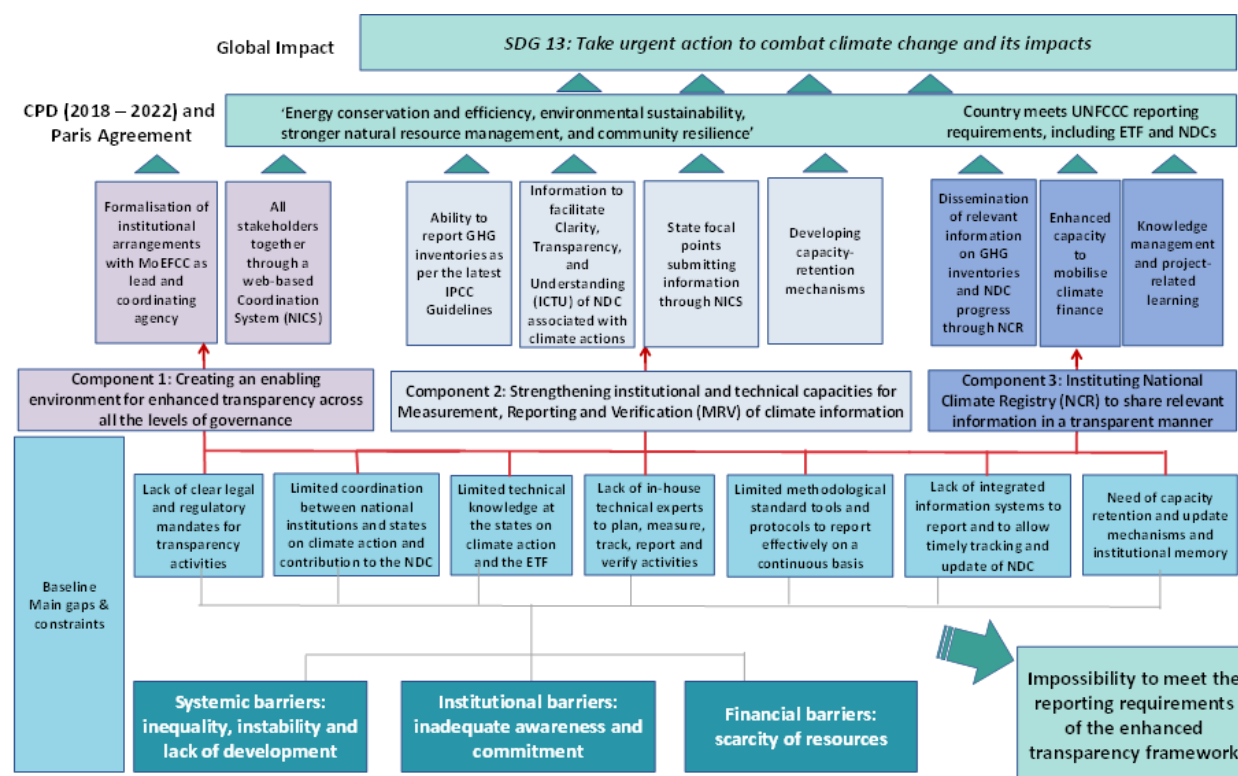 Global Impact
SDG 13: Take urgent action to combat climate change and its impacts
CPD (2018 – 2022) and
Paris Agreement
‘Energy conservation and efficiency, environmental sustainability,
stronger natural resource management, and community resilience’
Country meets UNFCCC reporting
requirements, including ETF and NDCs
Formalisation of
institutional
arrangements
with MoEFCC as
lead and
coordinating
agency
All
stakeholders
together
through a
web-based
Coordination
System (NICS)
Ability to
report GHG
inventories as
per the latest
IPCC
Guidelines
Information to
facilitate
Clarity,
Transparency,
and
Understanding
(ICTU) of NDC
associated with
climate actions
State focal
points
submitting
information
through NICS
Developing
capacity-
retention
mechanisms
Dissemination
of relevant
information
on GHG
inventories
and NDC
progress
through NCR
Enhanced
capacity
to
mobilise
climate
finance
Knowledge
management
and project-
related
learning
Component 1: Creating an enabling
environment for enhanced transparency across
all the levels of governance
Component 2: Strengthening institutional and technical capacities for
Measurement, Reporting and Verification (MRV) of climate information
Component 3: Instituting National
Climate Registry (NCR) to share relevant
information in a transparent manner
Baseline
Main gaps &
constraints
Lack of clear legal
and regulatory
mandates for
transparency
activities
Limited coordination
between national
institutions and states
on climate action and
contribution to the NDC
Limited technical
knowledge at
the states on
climate action
and the ETF
Lack of in-house
technical experts
to plan, measure,
track, report and
verify activities
Limited methodological
standard tools and
protocols to report
effectively on a
continuous basis
Lack of integrated
information systems to
report and to allow
timely tracking and
update of NDC
Need of capacity
retention and update
mechanisms and
institutional memory
Systemic barriers:
inequality, instability and
lack of development
Institutional barriers:
inadequate awareness and
commitment
Financial barriers:
scarcity of resources
Impossibility to meet the
reporting requirements
of the enhanced
transparency framework